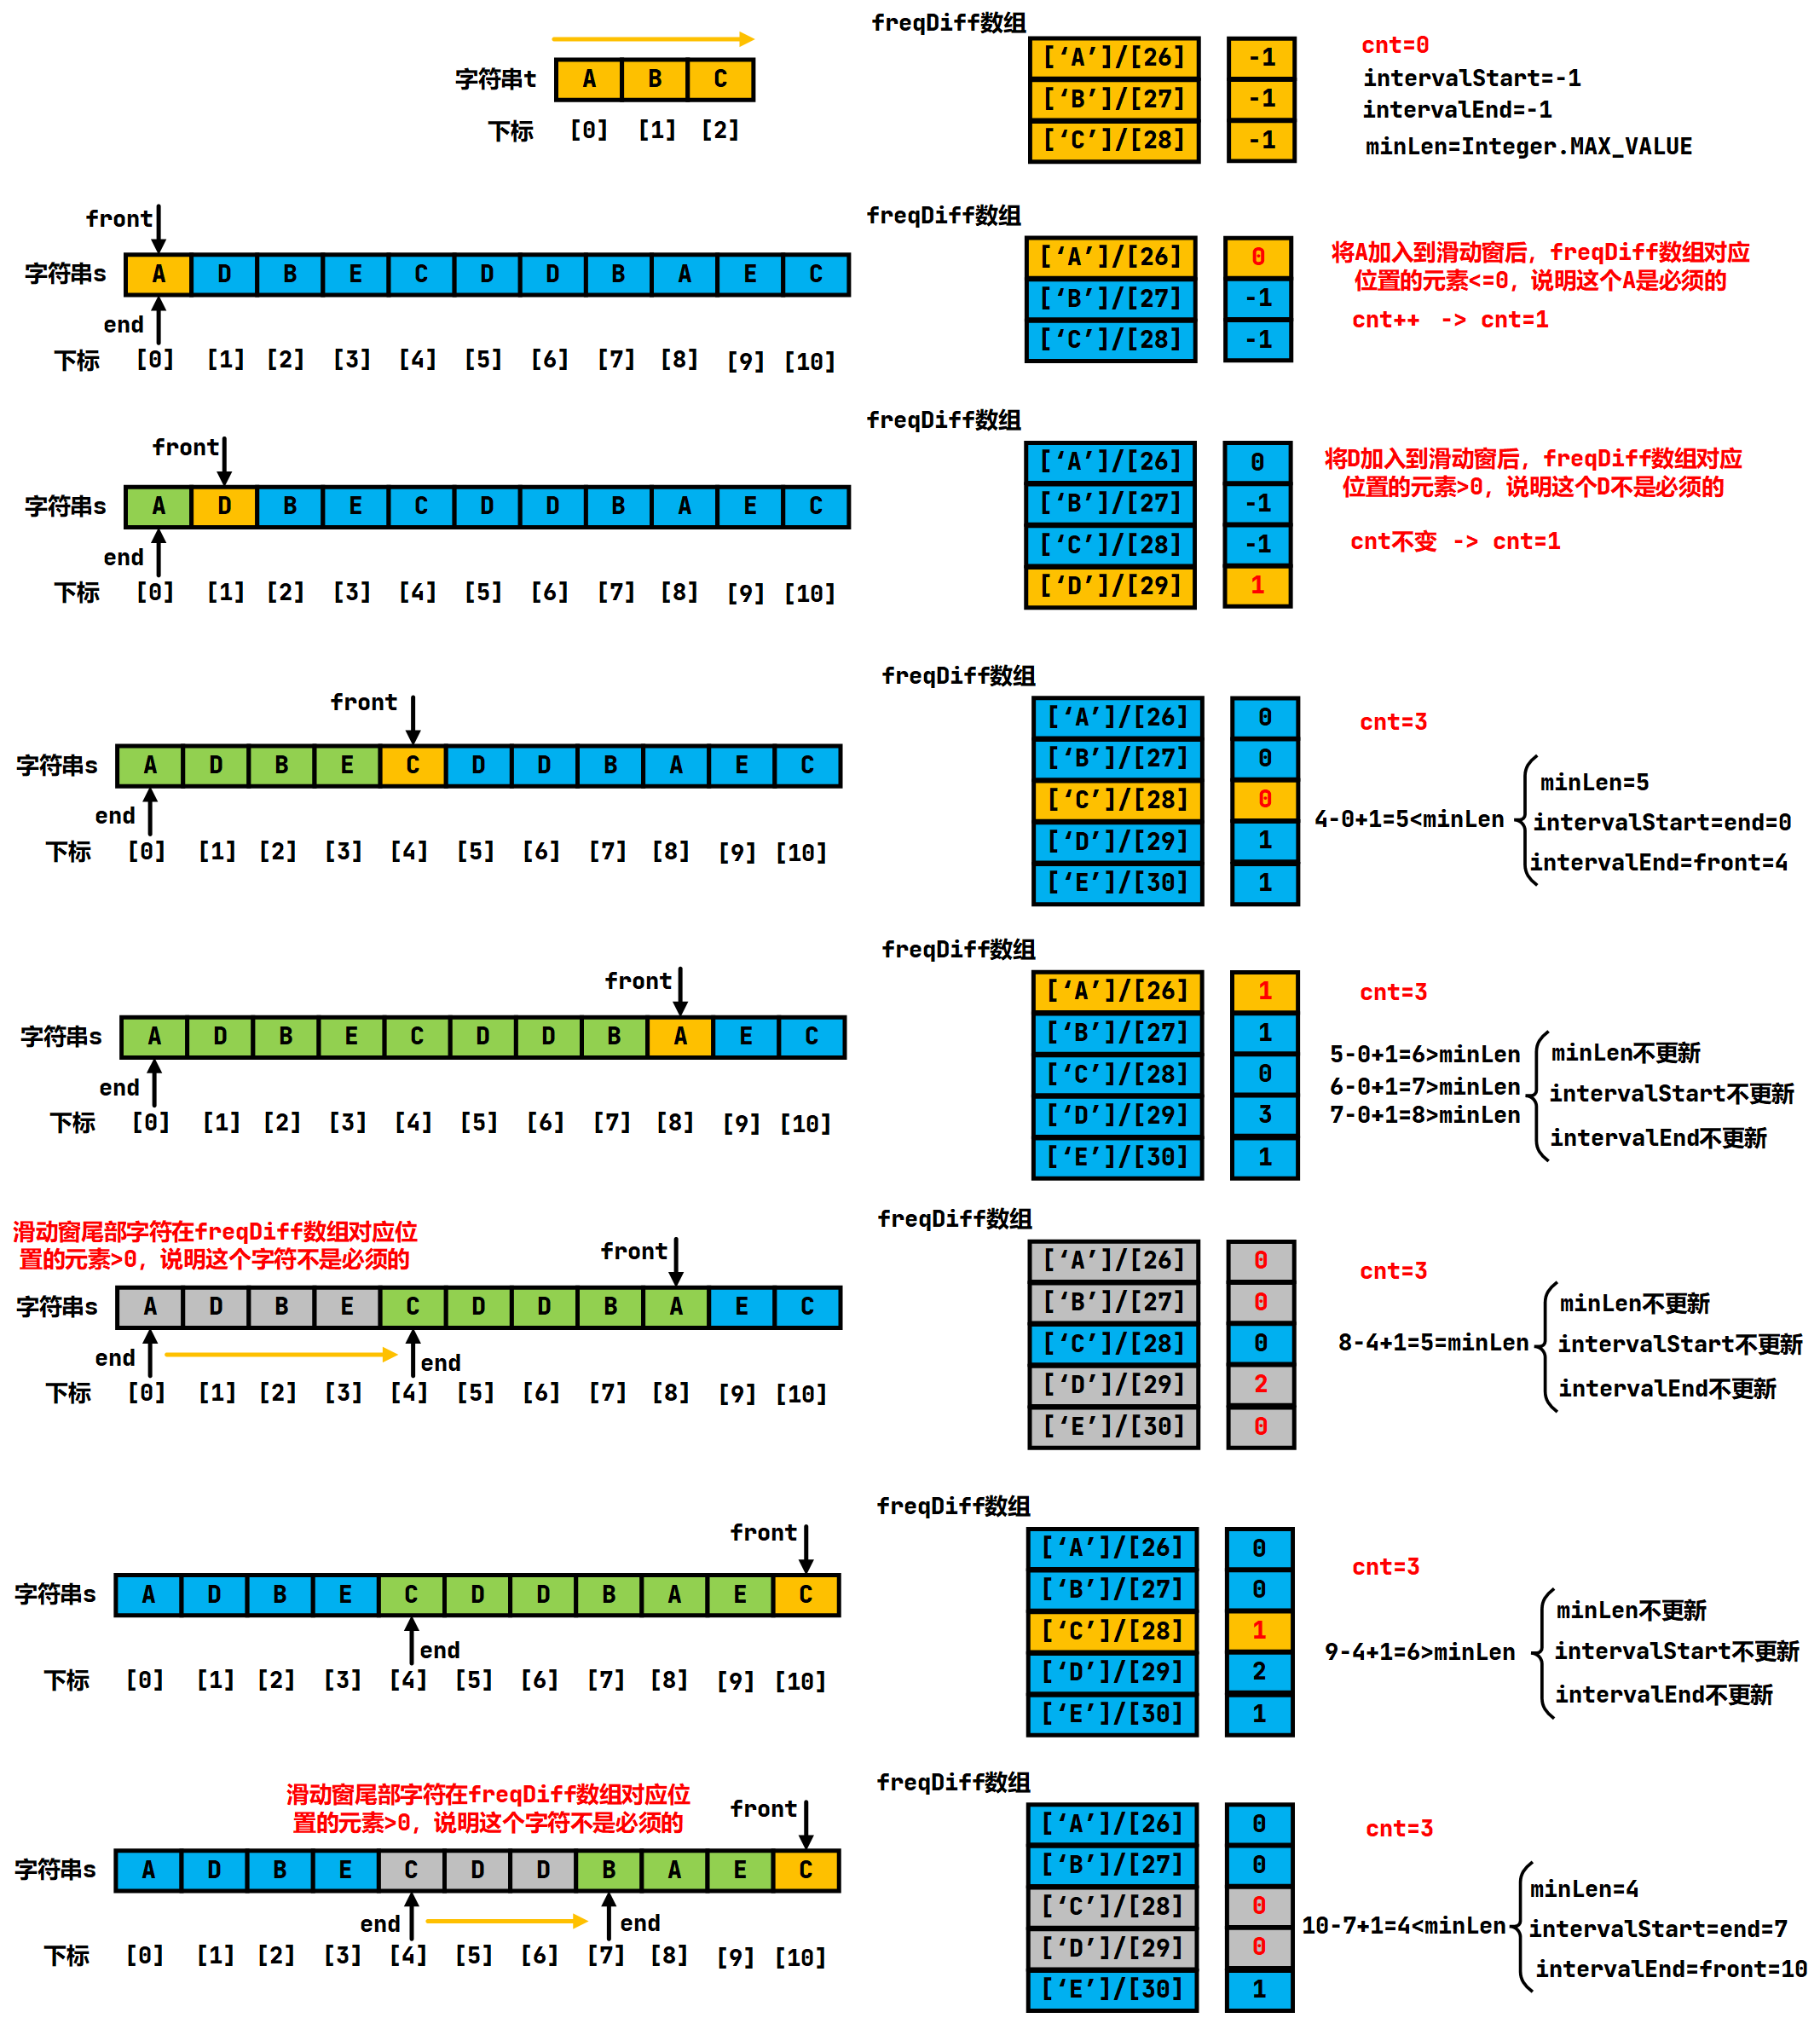 freqDiff数组
字符串t A B C
下标 [0] [1] [2]
[‘A’]/[26] -1
[‘B’]/[27] -1
[‘C’]/[28] -1
cnt=0
intervalStart=-1
intervalEnd=-1
minLen=Integer.MAX_VALUE
front
字符串s A D B E C D D B A E C
end
下标 [0] [1] [2] [3] [4] [5] [6] [7] [8] [9] [10]
freqDiff数组
[‘A’]/[26] 0
[‘B’]/[27] -1
[‘C’]/[28] -1
将A加入到滑动窗后，freqDiff数组对应
位置的元素<=0，说明这个A是必须的
cnt++ -> cnt=1
front
字符串s A D B E C D D B A E C
end
下标 [0] [1] [2] [3] [4] [5] [6] [7] [8] [9] [10]
freqDiff数组
[‘A’]/[26] 0
[‘B’]/[27] -1
[‘C’]/[28] -1
[‘D’]/[29] 1
将D加入到滑动窗后，freqDiff数组对应
位置的元素>0，说明这个D不是必须的
cnt不变 -> cnt=1
front
字符串s A D B E C D D B A E C
end
下标 [0] [1] [2] [3] [4] [5] [6] [7] [8] [9] [10]
freqDiff数组
[‘A’]/[26] 0
[‘B’]/[27] 0
[‘C’]/[28] 0
[‘D’]/[29] 1
[‘E’]/[30] 1
cnt=3
4-0+1=5<minLen
minLen=5
intervalStart=end=0
intervalEnd=front=4
front
字符串s A D B E C D D B A E C
end
下标 [0] [1] [2] [3] [4] [5] [6] [7] [8] [9] [10]
freqDiff数组
[‘A’]/[26] 1
[‘B’]/[27] 1
[‘C’]/[28] 0
[‘D’]/[29] 3
[‘E’]/[30] 1
cnt=3
5-0+1=6>minLen
6-0+1=7>minLen
7-0+1=8>minLen
minLen不更新
intervalStart不更新
intervalEnd不更新
滑动窗尾部字符在freqDiff数组对应位
置的元素>0，说明这个字符不是必须的
front
字符串s A D B E C D D B A E C
end end
下标 [0] [1] [2] [3] [4] [5] [6] [7] [8] [9] [10]
freqDiff数组
[‘A’]/[26] 0
[‘B’]/[27] 0
[‘C’]/[28] 0
[‘D’]/[29] 2
[‘E’]/[30] 0
cnt=3
8-4+1=5=minLen
minLen不更新
intervalStart不更新
intervalEnd不更新
front
字符串s A D B E C D D B A E C
end
下标 [0] [1] [2] [3] [4] [5] [6] [7] [8] [9] [10]
freqDiff数组
[‘A’]/[26] 0
[‘B’]/[27] 0
[‘C’]/[28] 1
[‘D’]/[29] 2
[‘E’]/[30] 1
cnt=3
9-4+1=6>minLen
minLen不更新
intervalStart不更新
intervalEnd不更新
滑动窗尾部字符在freqDiff数组对应位
置的元素>0，说明这个字符不是必须的
front
字符串s A D B E C D D B A E C
end end
下标 [0] [1] [2] [3] [4] [5] [6] [7] [8] [9] [10]
freqDiff数组
[‘A’]/[26] 0
[‘B’]/[27] 0
[‘C’]/[28] 0
[‘D’]/[29] 0
[‘E’]/[30] 1
cnt=3
10-7+1=4<minLen
minLen=4
intervalStart=end=7
intervalEnd=front=10